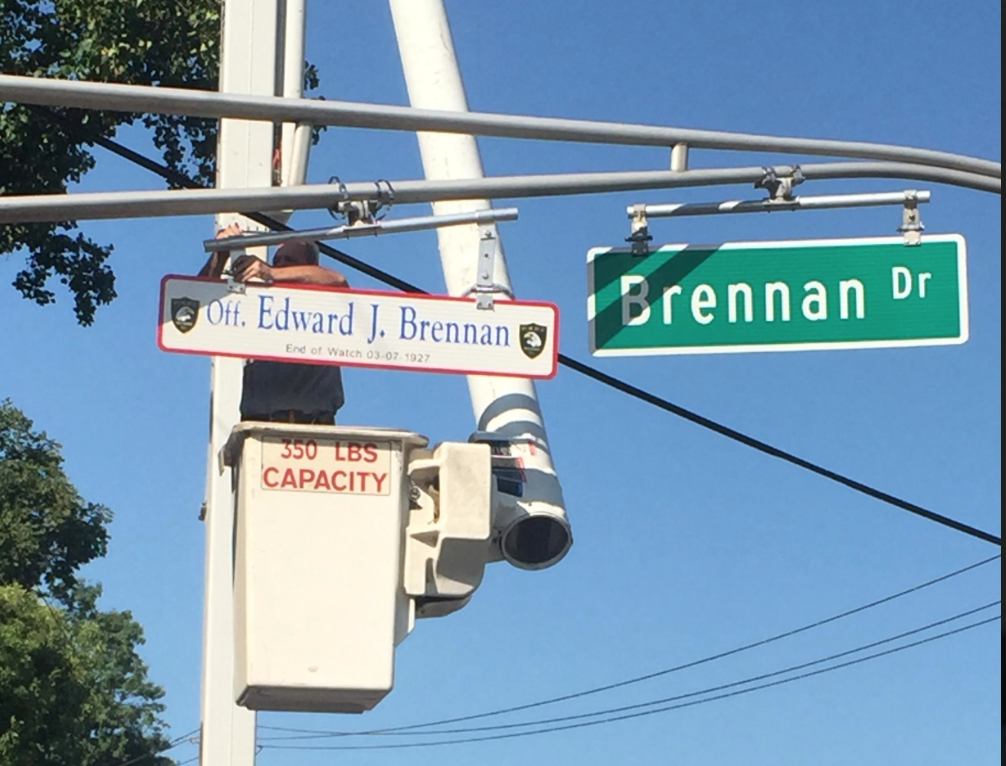 Off. Edward J. Brennan
End of Watch 03-07-1927
Brennan Dr
350 LBS
CAPACITY